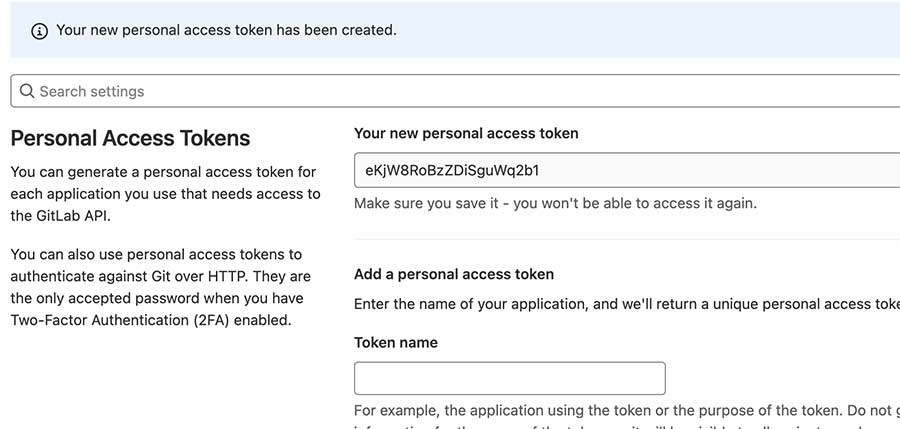 Your new personal access token has been created.
Search settings
Personal Access Tokens
You can generate a personal access token for
each application you use that needs access to
the GitLab API.
You can also use personal access tokens to
authenticate against Git over HTTP. They are
the only accepted password when you have
Two-Factor Authentication (2FA) enabled.
Your new personal access token
eKjW8RoBzZDiSguWq2b1
Make sure you save it - you won't be able to access it again.
Add a personal access token
Enter the name of your application, and we'll return a unique personal access
Token name
For example, the application using the token or the purpose of the token. Do not